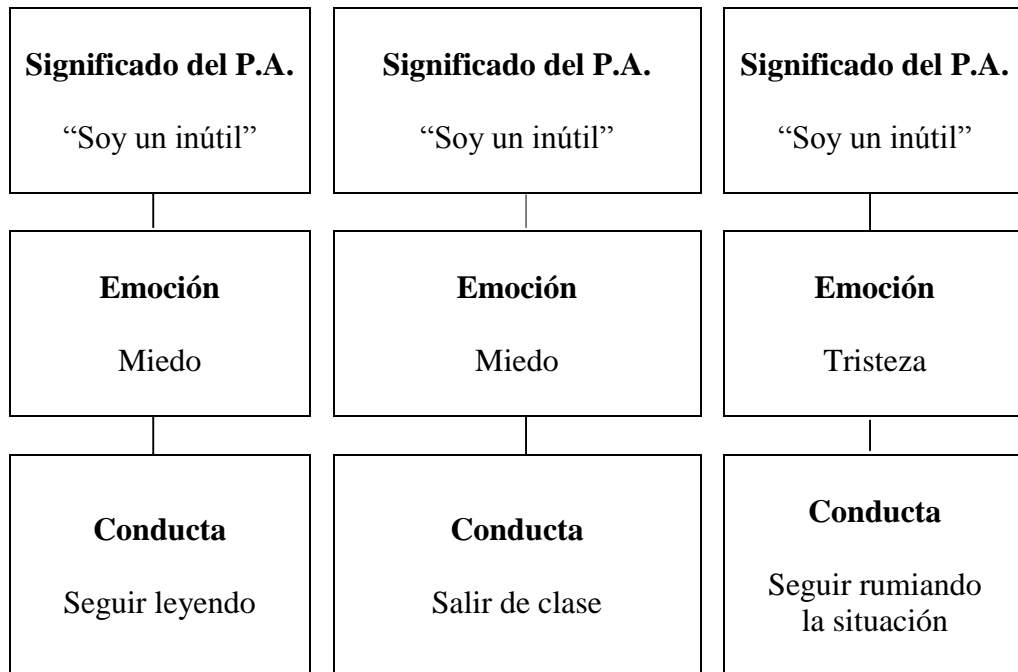 Significado del P.A.
“Soy un inútil”
Emoción
Miedo
Conducta
Seguir leyendo
Significado del P.A.
“Soy un inútil”
Emoción
Miedo
Conducta
Salir de clase
Significado del P.A.
“Soy un inútil”
Emoción
Tristeza
Conducta
Seguir rumiando
la situación